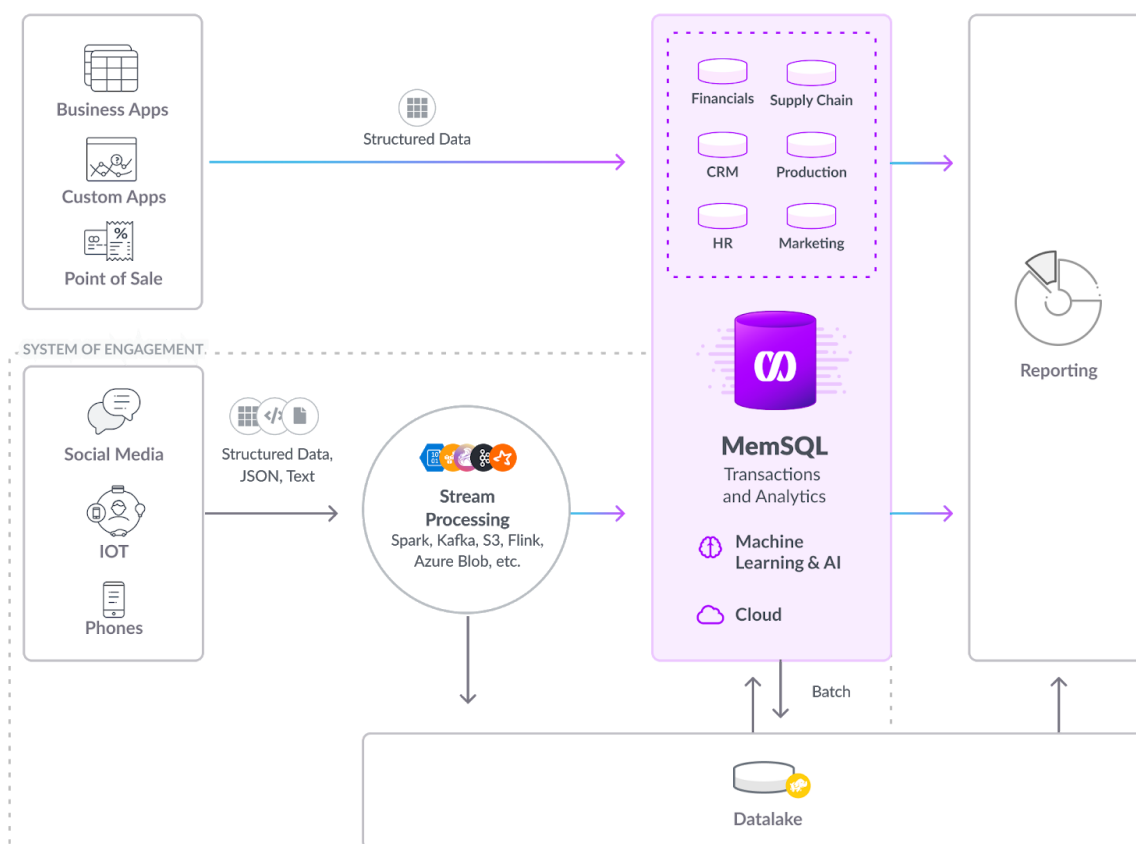 Business Apps
Custom Apps
%
Point of Sale
Structured Data
Financials
Supply Chain
CRM
Production
HR
Marketing
MemSQL
Transactions
and Analytics
Machine
Learning & AI
Cloud
Reporting
SYSTEM OF ENGAGEMENT
Social Media
IOT
Phones
</>
Structured Data,
JSON, Text
10
01
Stream
Processing
Spark, Kafka, S3, Flink,
Azure Blob, etc.
Batch
Datalake